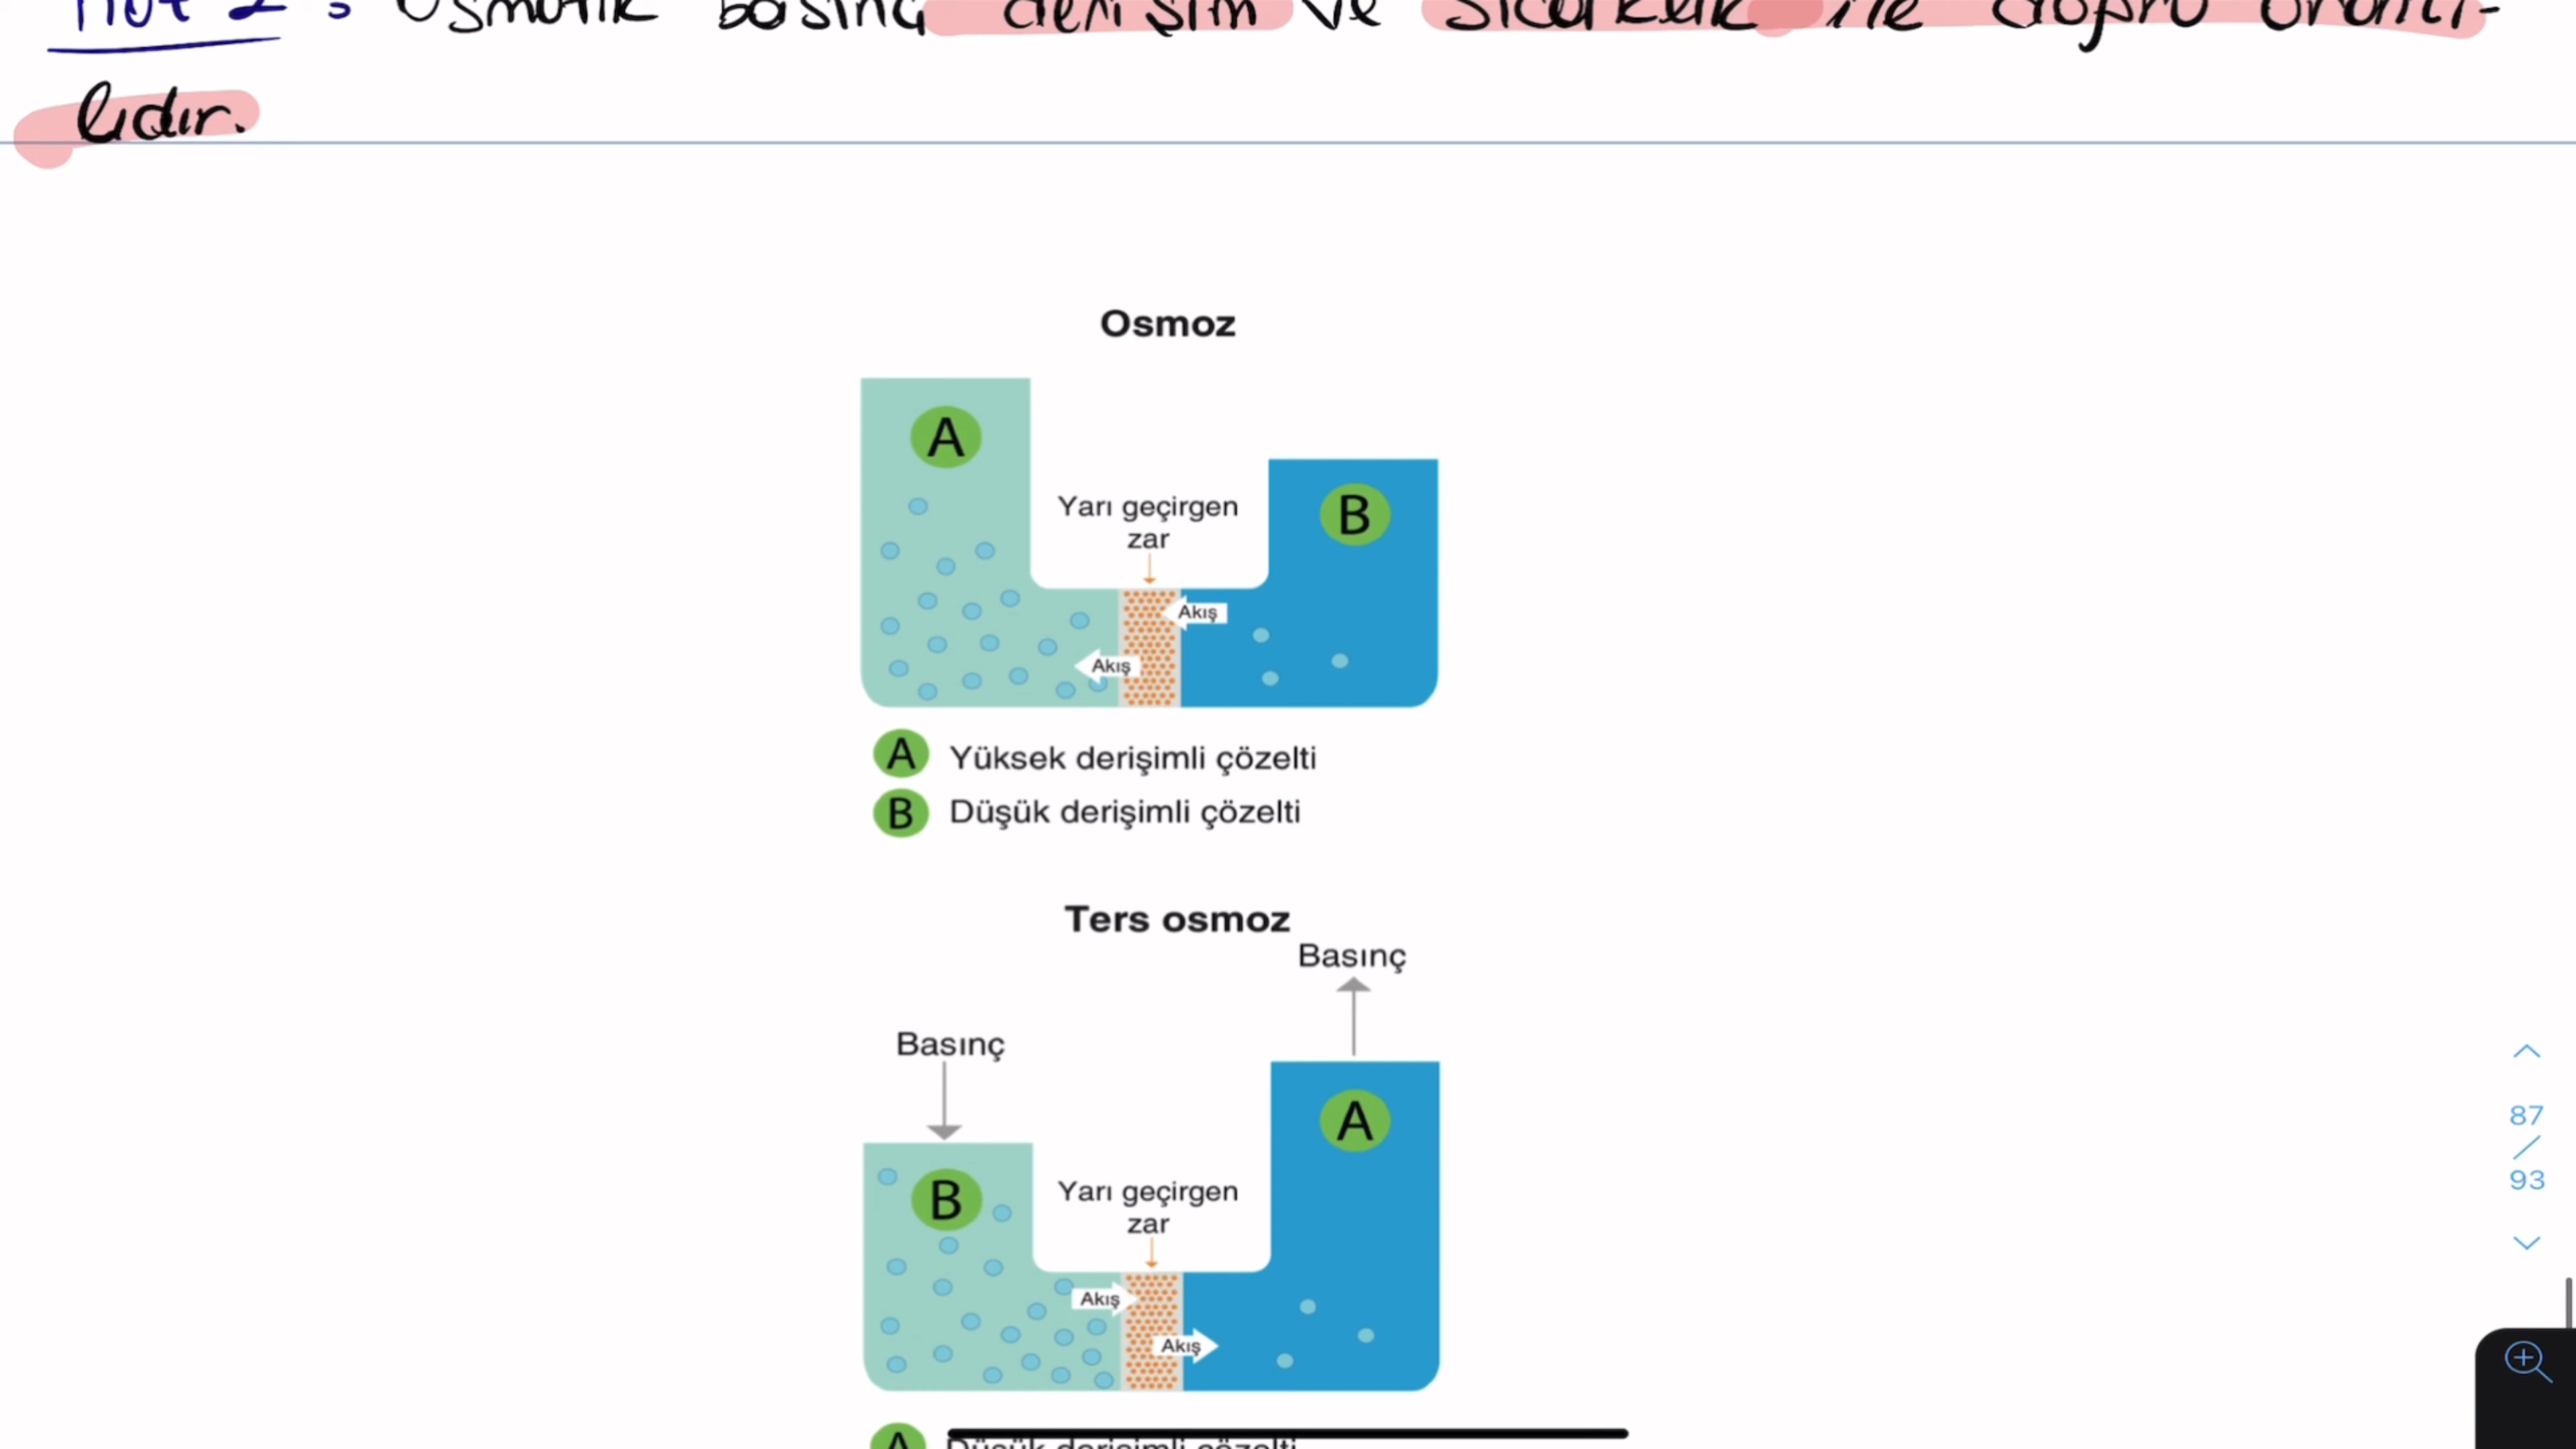 Not 2 : Osmotik basınç derişim ve sıcaklık ile doğru orantı-
lıdır.
Osmoz
A
B
Yarı geçirgen
zar
Akış
Akış
A Yüksek derişimli çözelti
B Düşük derişimli çözelti
Ters osmoz
Basınç
Basınç
A
B
Yarı geçirgen
zar
Akış
Akış
87
/
93
A Düşük derişimli çözelti